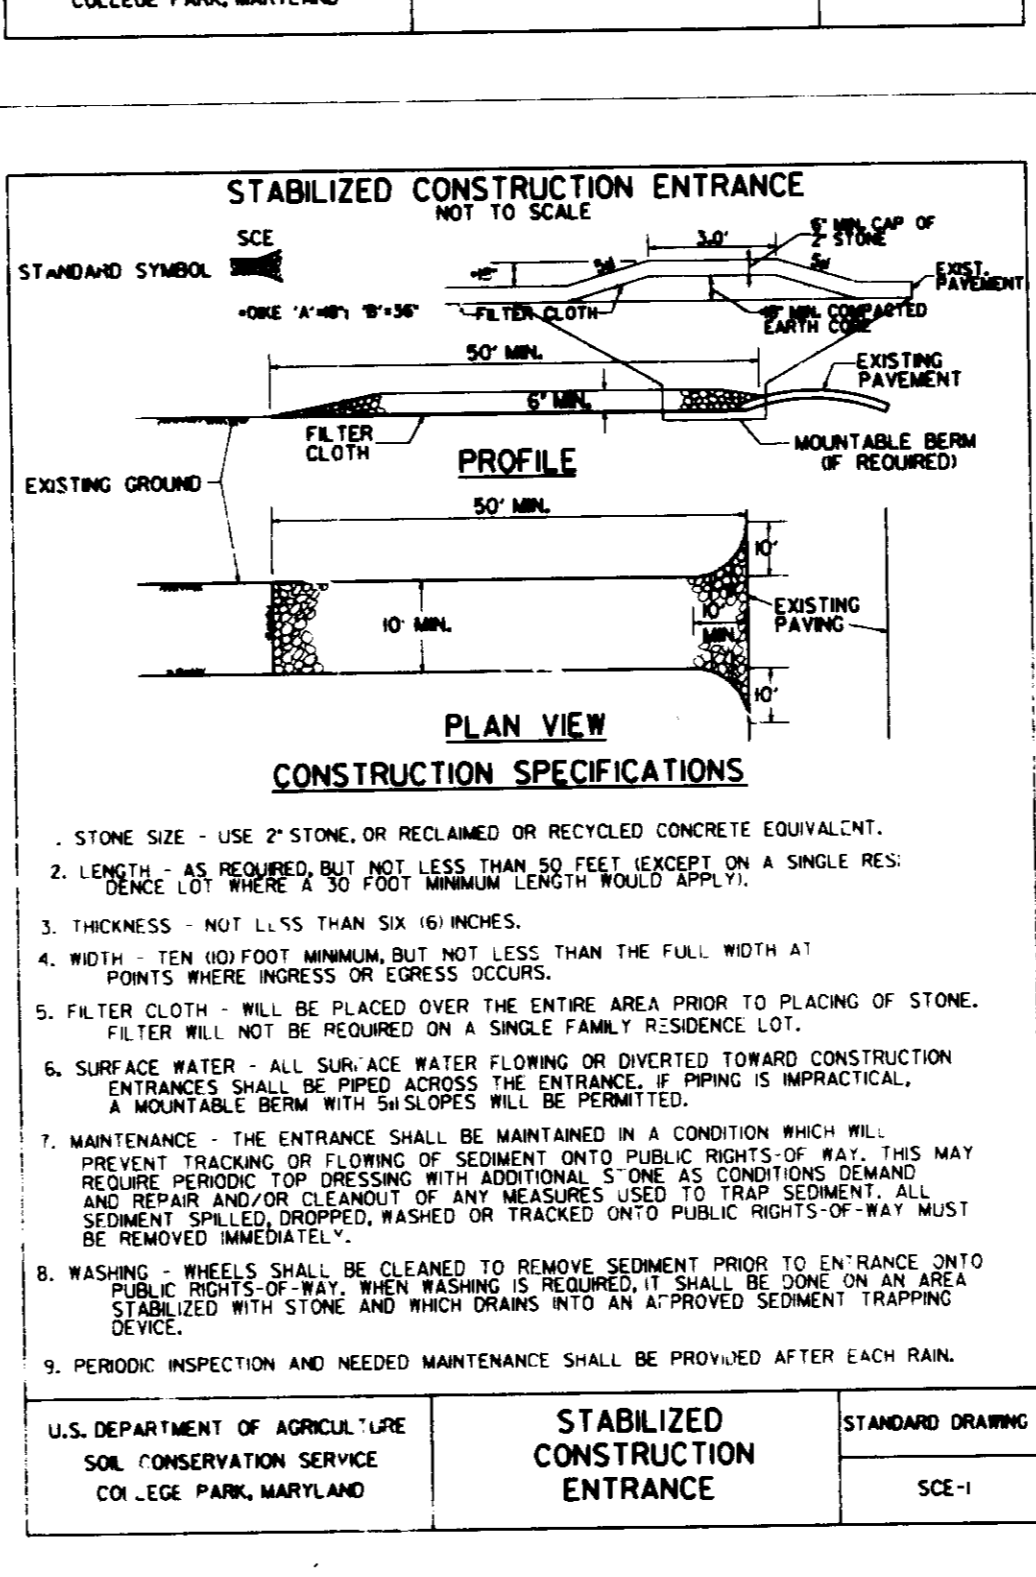 COLLEGE PARK, MARYLAND
STABILIZED CONSTRUCTION ENTRANCE
NOT TO SCALE
SCE
STANDARD SYMBOL
3.0'
6" MIN. CAP OF
2" STONE
5:1
5:1
EXIST.
PAVEMENT
*DIKE 'A'=18"; 'B'=36"
FILTER CLOTH
18" MIN. COMPACTED
EARTH CORE
50' MIN.
EXISTING
PAVEMENT
6" MIN.
FILTER
CLOTH
MOUNTABLE BERM
(IF REQUIRED)
PROFILE
EXISTING GROUND
50' MIN.
10'
10' MIN.
10'
MIN.
EXISTING
PAVING
10'
PLAN VIEW
CONSTRUCTION SPECIFICATIONS
. STONE SIZE - USE 2" STONE, OR RECLAIMED OR RECYCLED CONCRETE EQUIVALENT.
2. LENGTH - AS REQUIRED, BUT NOT LESS THAN 50 FEET (EXCEPT ON A SINGLE RESI
DENCE LOT WHERE A 30 FOOT MINIMUM LENGTH WOULD APPLY).
3. THICKNESS - NOT LESS THAN SIX (6) INCHES.
4. WIDTH - TEN (10) FOOT MINIMUM, BUT NOT LESS THAN THE FULL WIDTH AT
POINTS WHERE INGRESS OR EGRESS OCCURS.
5. FILTER CLOTH - WILL BE PLACED OVER THE ENTIRE AREA PRIOR TO PLACING OF STONE.
FILTER WILL NOT BE REQUIRED ON A SINGLE FAMILY RESIDENCE LOT.
6. SURFACE WATER - ALL SURFACE WATER FLOWING OR DIVERTED TOWARD CONSTRUCTION
ENTRANCES SHALL BE PIPED ACROSS THE ENTRANCE. IF PIPING IS IMPRACTICAL,
A MOUNTABLE BERM WITH 5:1 SLOPES WILL BE PERMITTED.
7. MAINTENANCE - THE ENTRANCE SHALL BE MAINTAINED IN A CONDITION WHICH WILL
PREVENT TRACKING OR FLOWING OF SEDIMENT ONTO PUBLIC RIGHTS-OF WAY. THIS MAY
REQUIRE PERIODIC TOP DRESSING WITH ADDITIONAL STONE AS CONDITIONS DEMAND
AND REPAIR AND/OR CLEANOUT OF ANY MEASURES USED TO TRAP SEDIMENT. ALL
SEDIMENT SPILLED, DROPPED, WASHED OR TRACKED ONTO PUBLIC RIGHTS-OF-WAY MUST
BE REMOVED IMMEDIATELY.
8. WASHING - WHEELS SHALL BE CLEANED TO REMOVE SEDIMENT PRIOR TO ENTRANCE ONTO
PUBLIC RIGHTS-OF-WAY. WHEN WASHING IS REQUIRED, IT SHALL BE DONE ON AN AREA
STABILIZED WITH STONE AND WHICH DRAINS INTO AN APPROVED SEDIMENT TRAPPING
DEVICE.
9. PERIODIC INSPECTION AND NEEDED MAINTENANCE SHALL BE PROVIDED AFTER EACH RAIN.
U.S. DEPARTMENT OF AGRICULTURE
SOIL CONSERVATION SERVICE
COLLEGE PARK, MARYLAND
STABILIZED
CONSTRUCTION
ENTRANCE
STANDARD DRAWING
SCE-1